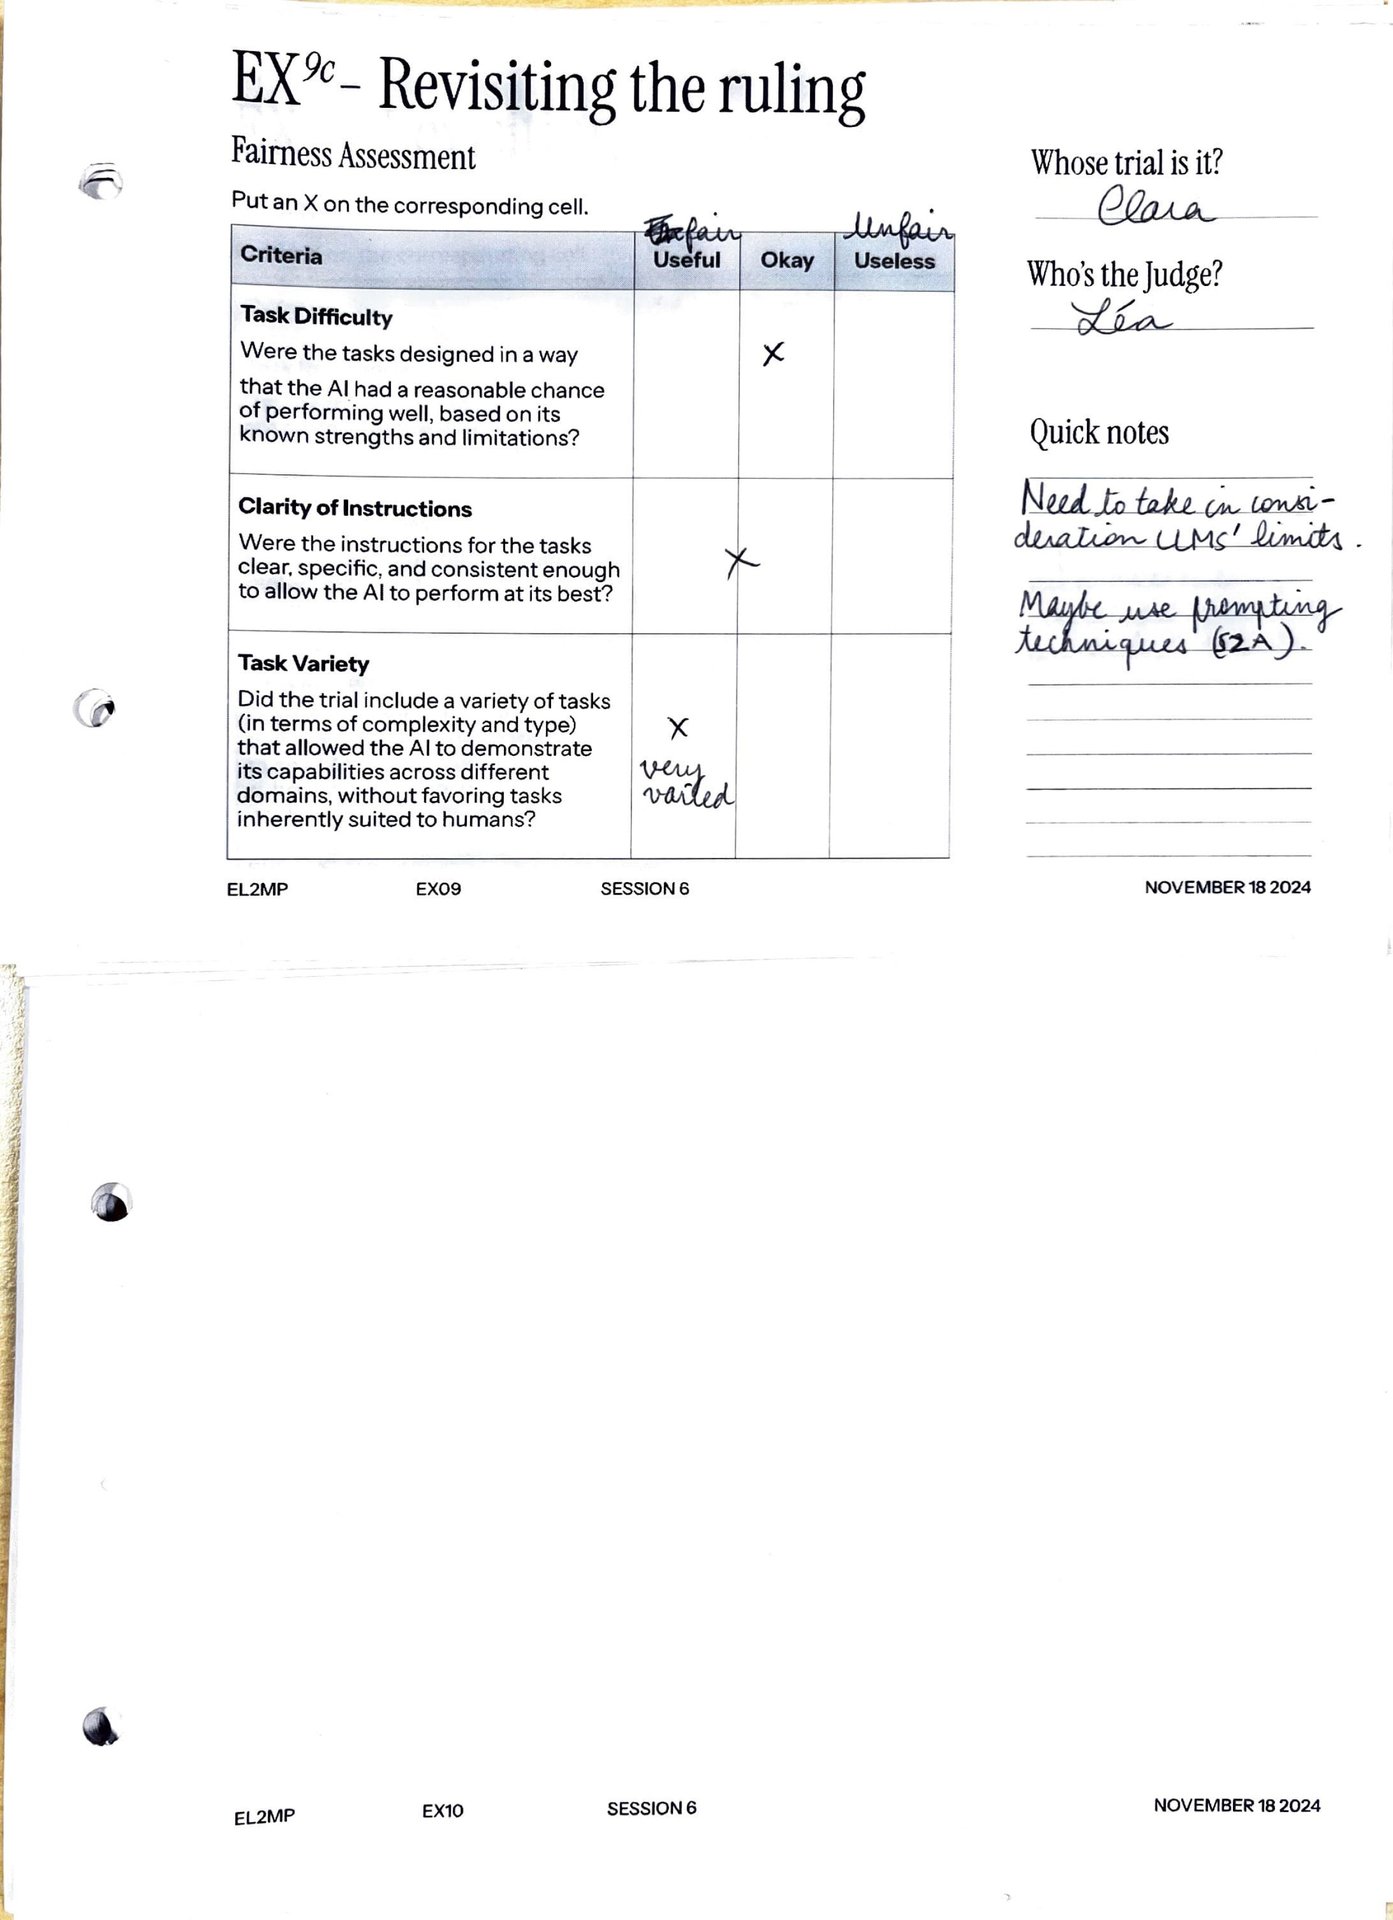 EX9c – Revisiting the ruling
Fairness Assessment
Put an X on the corresponding cell.
fair
Unfair
Criteria
Useful
Okay
Useless
Task Difficulty
Were the tasks designed in a way
that the AI had a reasonable chance
of performing well, based on its
known strengths and limitations?
X
Clarity of Instructions
Were the instructions for the tasks
clear, specific, and consistent enough
to allow the AI to perform at its best?
X
Task Variety
Did the trial include a variety of tasks
(in terms of complexity and type)
that allowed the AI to demonstrate
its capabilities across different
domains, without favoring tasks
inherently suited to humans?
X
very
varied
Whose trial is it?
Clara
Who's the Judge?
Léa
Quick notes
Need to take in consi-
deration LLMs' limits.
Maybe use prompting
techniques (S2A).
EL2MP
EX09
SESSION 6
NOVEMBER 18 2024
EL2MP
EX10
SESSION 6
NOVEMBER 18 2024